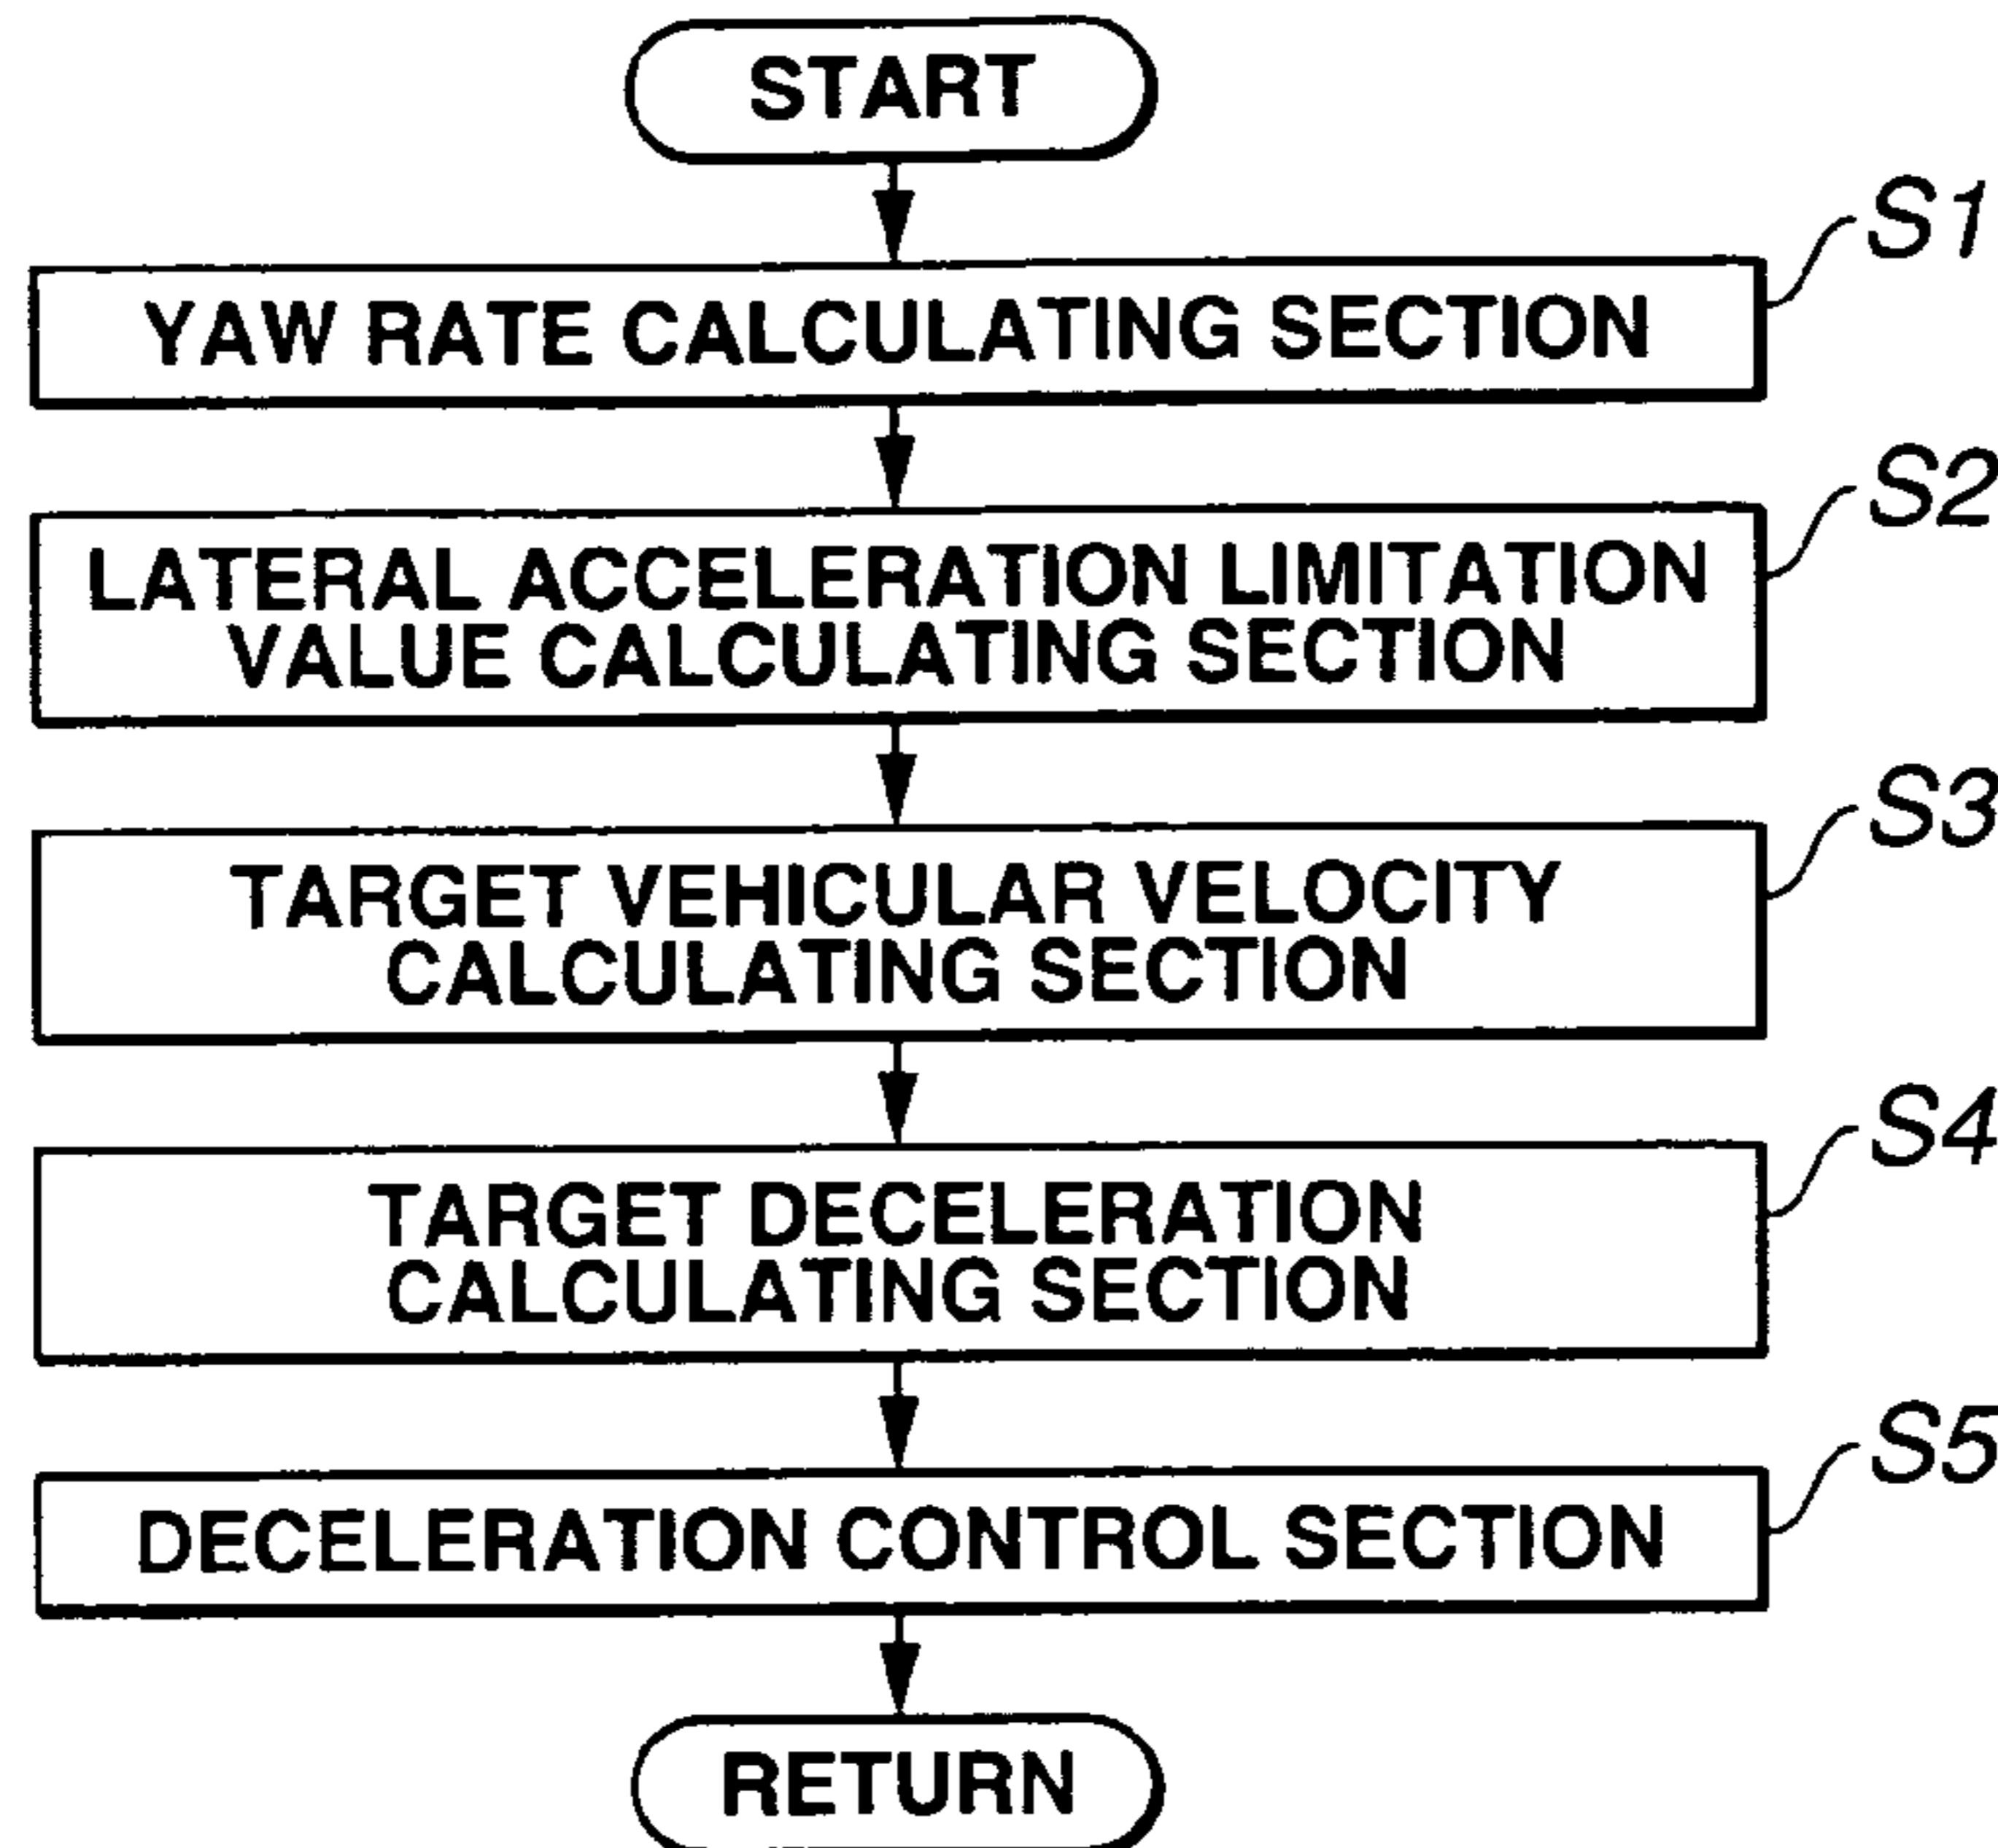 START
S1
YAW RATE CALCULATING SECTION
S2
LATERAL ACCELERATION LIMITATION
VALUE CALCULATING SECTION
S3
TARGET VEHICULAR VELOCITY
CALCULATING SECTION
S4
TARGET DECELERATION
CALCULATING SECTION
S5
DECELERATION CONTROL SECTION
RETURN